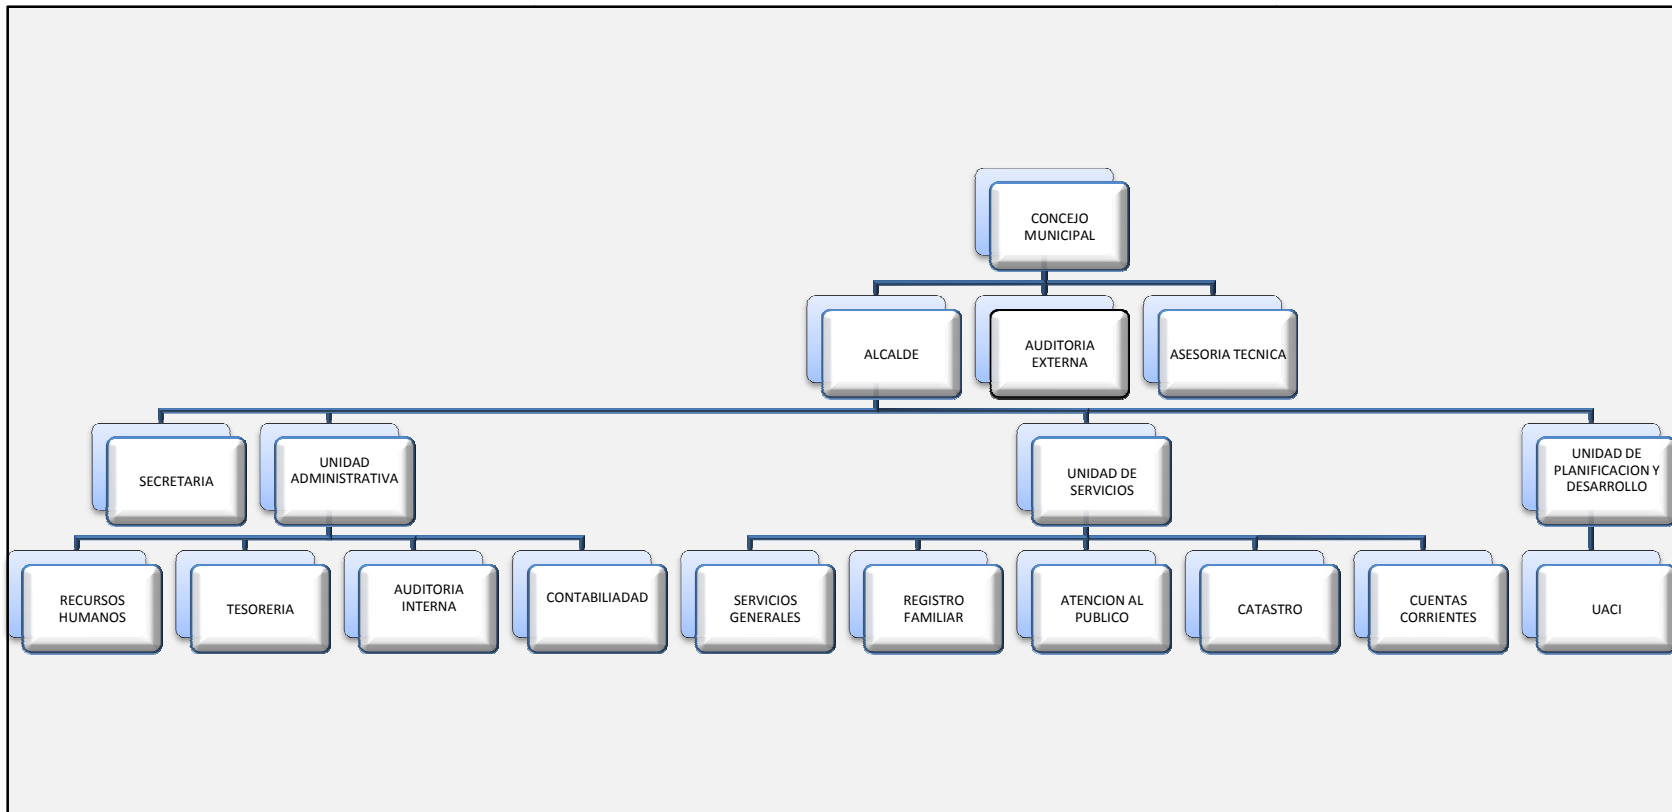 CONCEJO
MUNICIPAL
ALCALDE
AUDITORIA
EXTERNA
ASESORIA TECNICA
SECRETARIA
UNIDAD
ADMINISTRATIVA
UNIDAD DE
SERVICIOS
UNIDAD DE
PLANIFICACION Y
DESARROLLO
RECURSOS
HUMANOS
TESORERIA
AUDITORIA
INTERNA
CONTABILIADAD
SERVICIOS
GENERALES
REGISTRO
FAMILIAR
ATENCION AL
PUBLICO
CATASTRO
CUENTAS
CORRIENTES
UACI